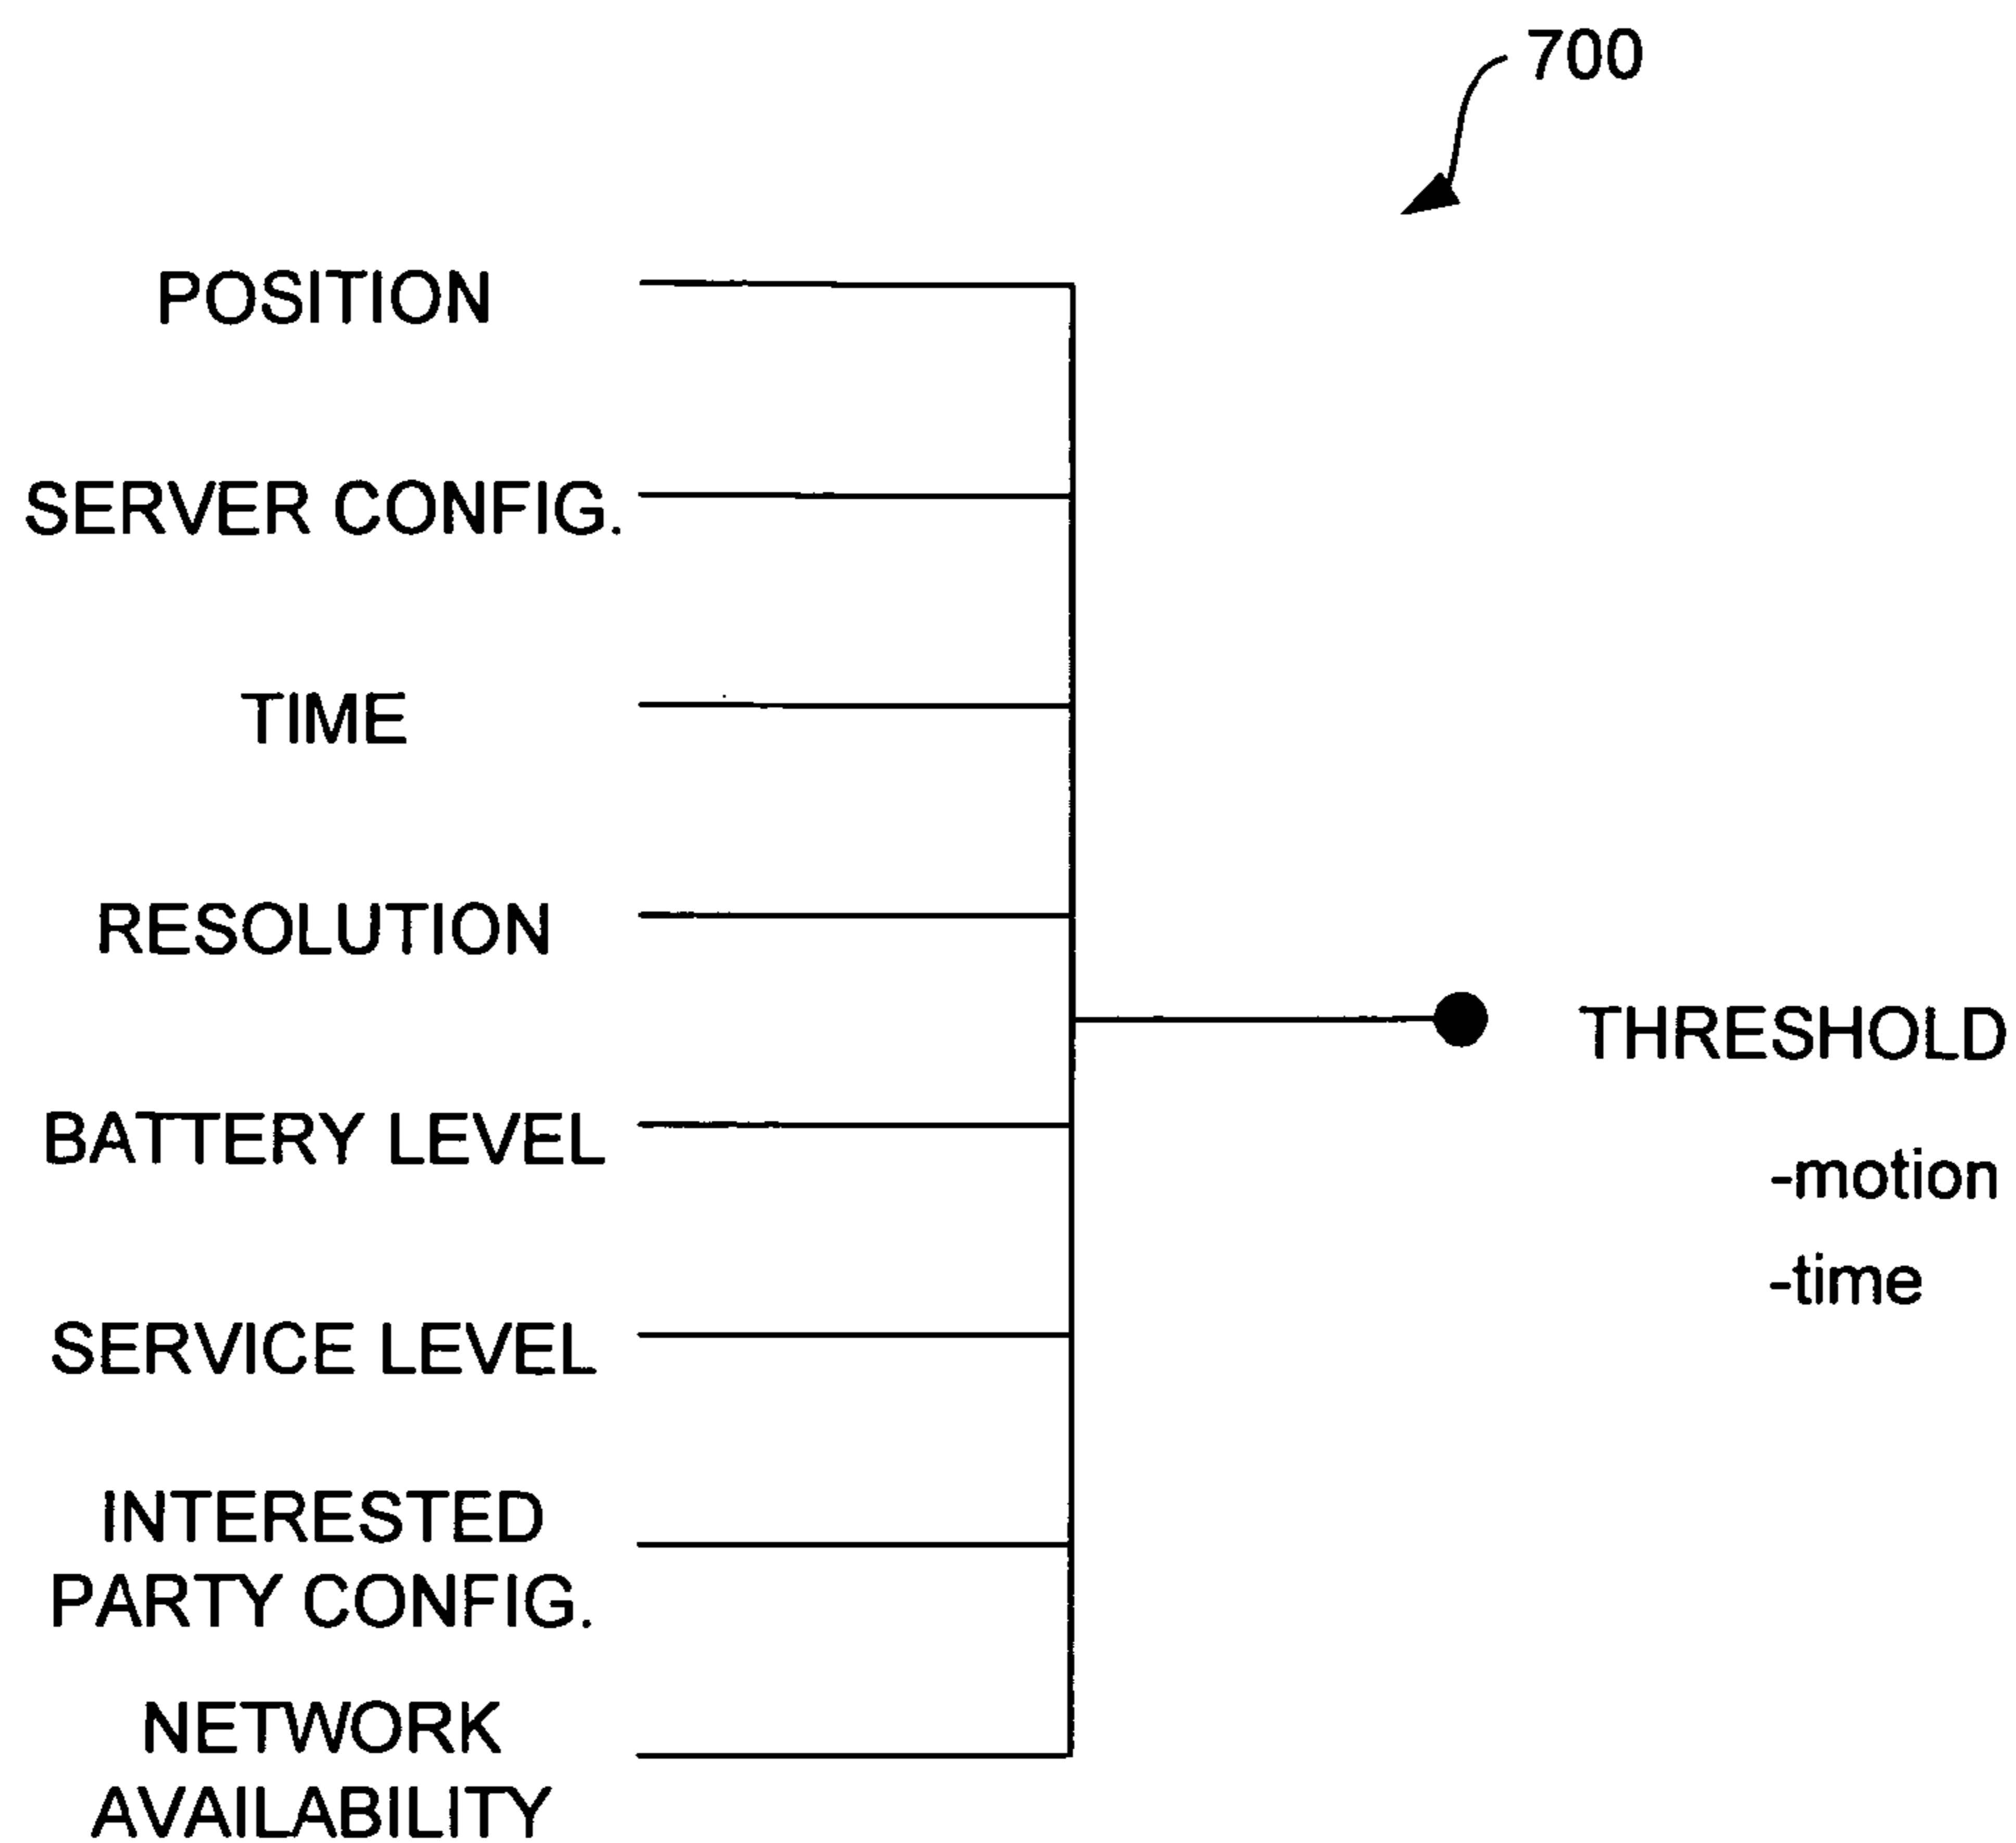 700
POSITION
SERVER CONFIG.
TIME
RESOLUTION
THRESHOLD
-motion
-time
BATTERY LEVEL
SERVICE LEVEL
INTERESTED
PARTY CONFIG.
NETWORK
AVAILABILITY